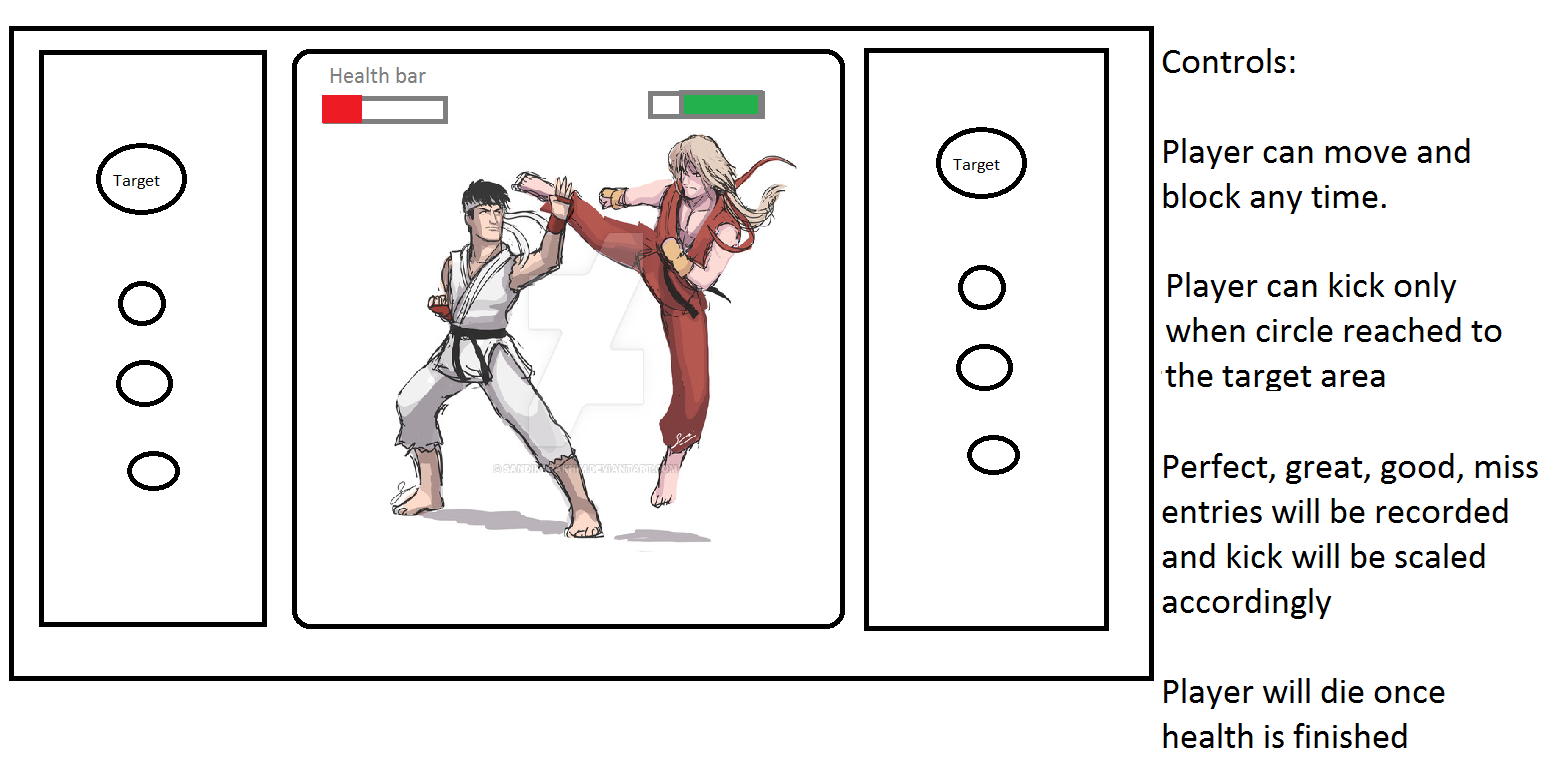 Health bar
Target
Target
Controls:
Player can move and
block any time.
Player can kick only
when circle reached to
the target area
Perfect, great, good, miss
entries will be recorded
and kick will be scaled
accordingly
Player will die once
health is finished